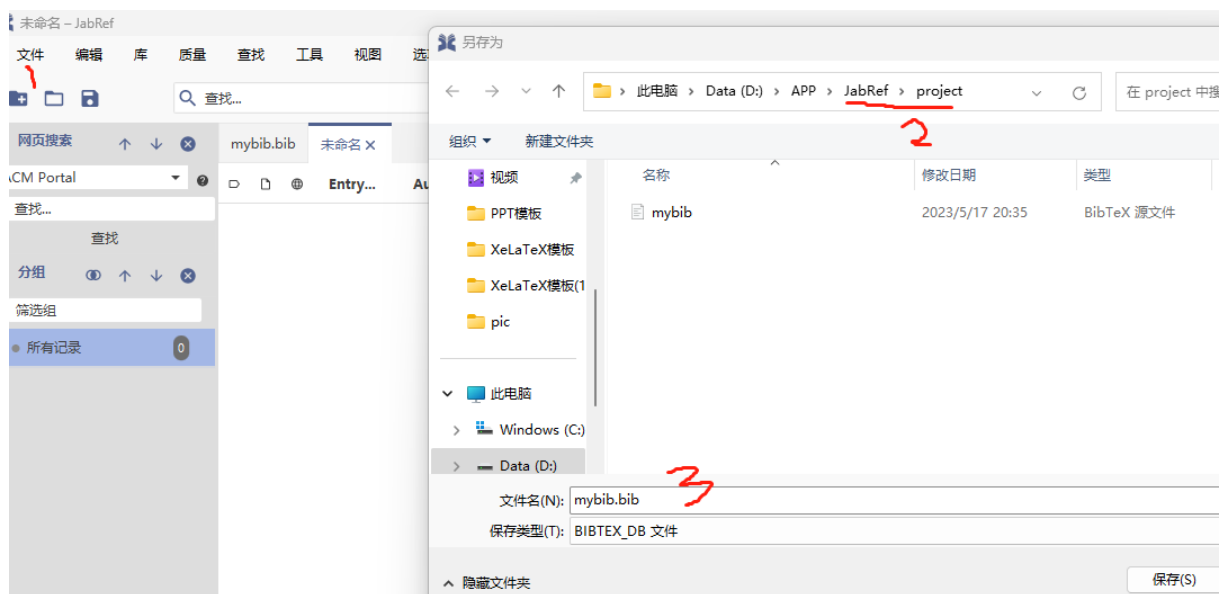 未命名 – JabRef
文件 编辑 库 质量 查找 工具 视图 选
1
查找...
网页搜索
ACM Portal
查找...
查找
分组
筛选组
所有记录 0
mybib.bib 未命名
Entry... Au
另存为
此电脑 › Data (D:) › APP › JabRef › project
在 project 中搜
2
组织 新建文件夹
视频
PPT模板
XeLaTeX模板
XeLaTeX模板(1
pic
此电脑
Windows (C:)
Data (D:)
名称 修改日期 类型
mybib 2023/5/17 20:35 BibTeX 源文件
3
文件名(N): mybib.bib
保存类型(T): BIBTEX_DB 文件
隐藏文件夹
保存(S)